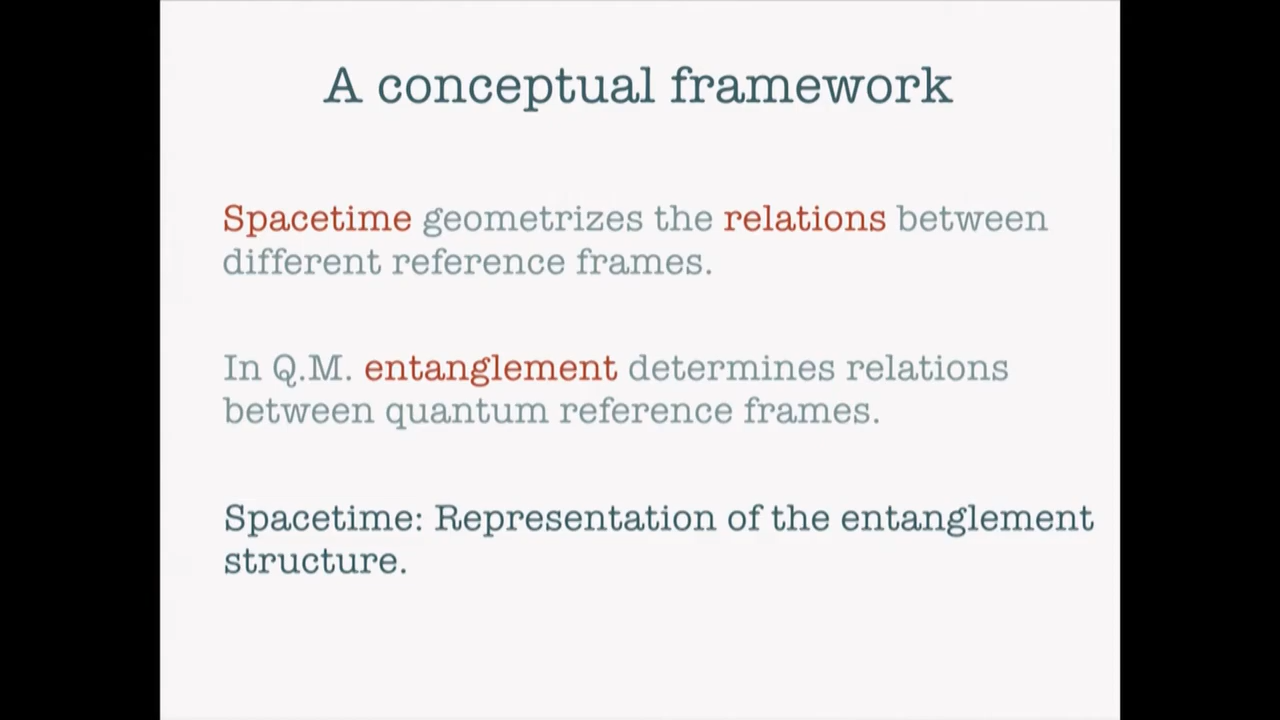 A conceptual framework
Spacetime geometrizes the relations between
different reference frames.
In Q.M. entanglement determines relations
between quantum reference frames.
Spacetime: Representation of the entanglement
structure.